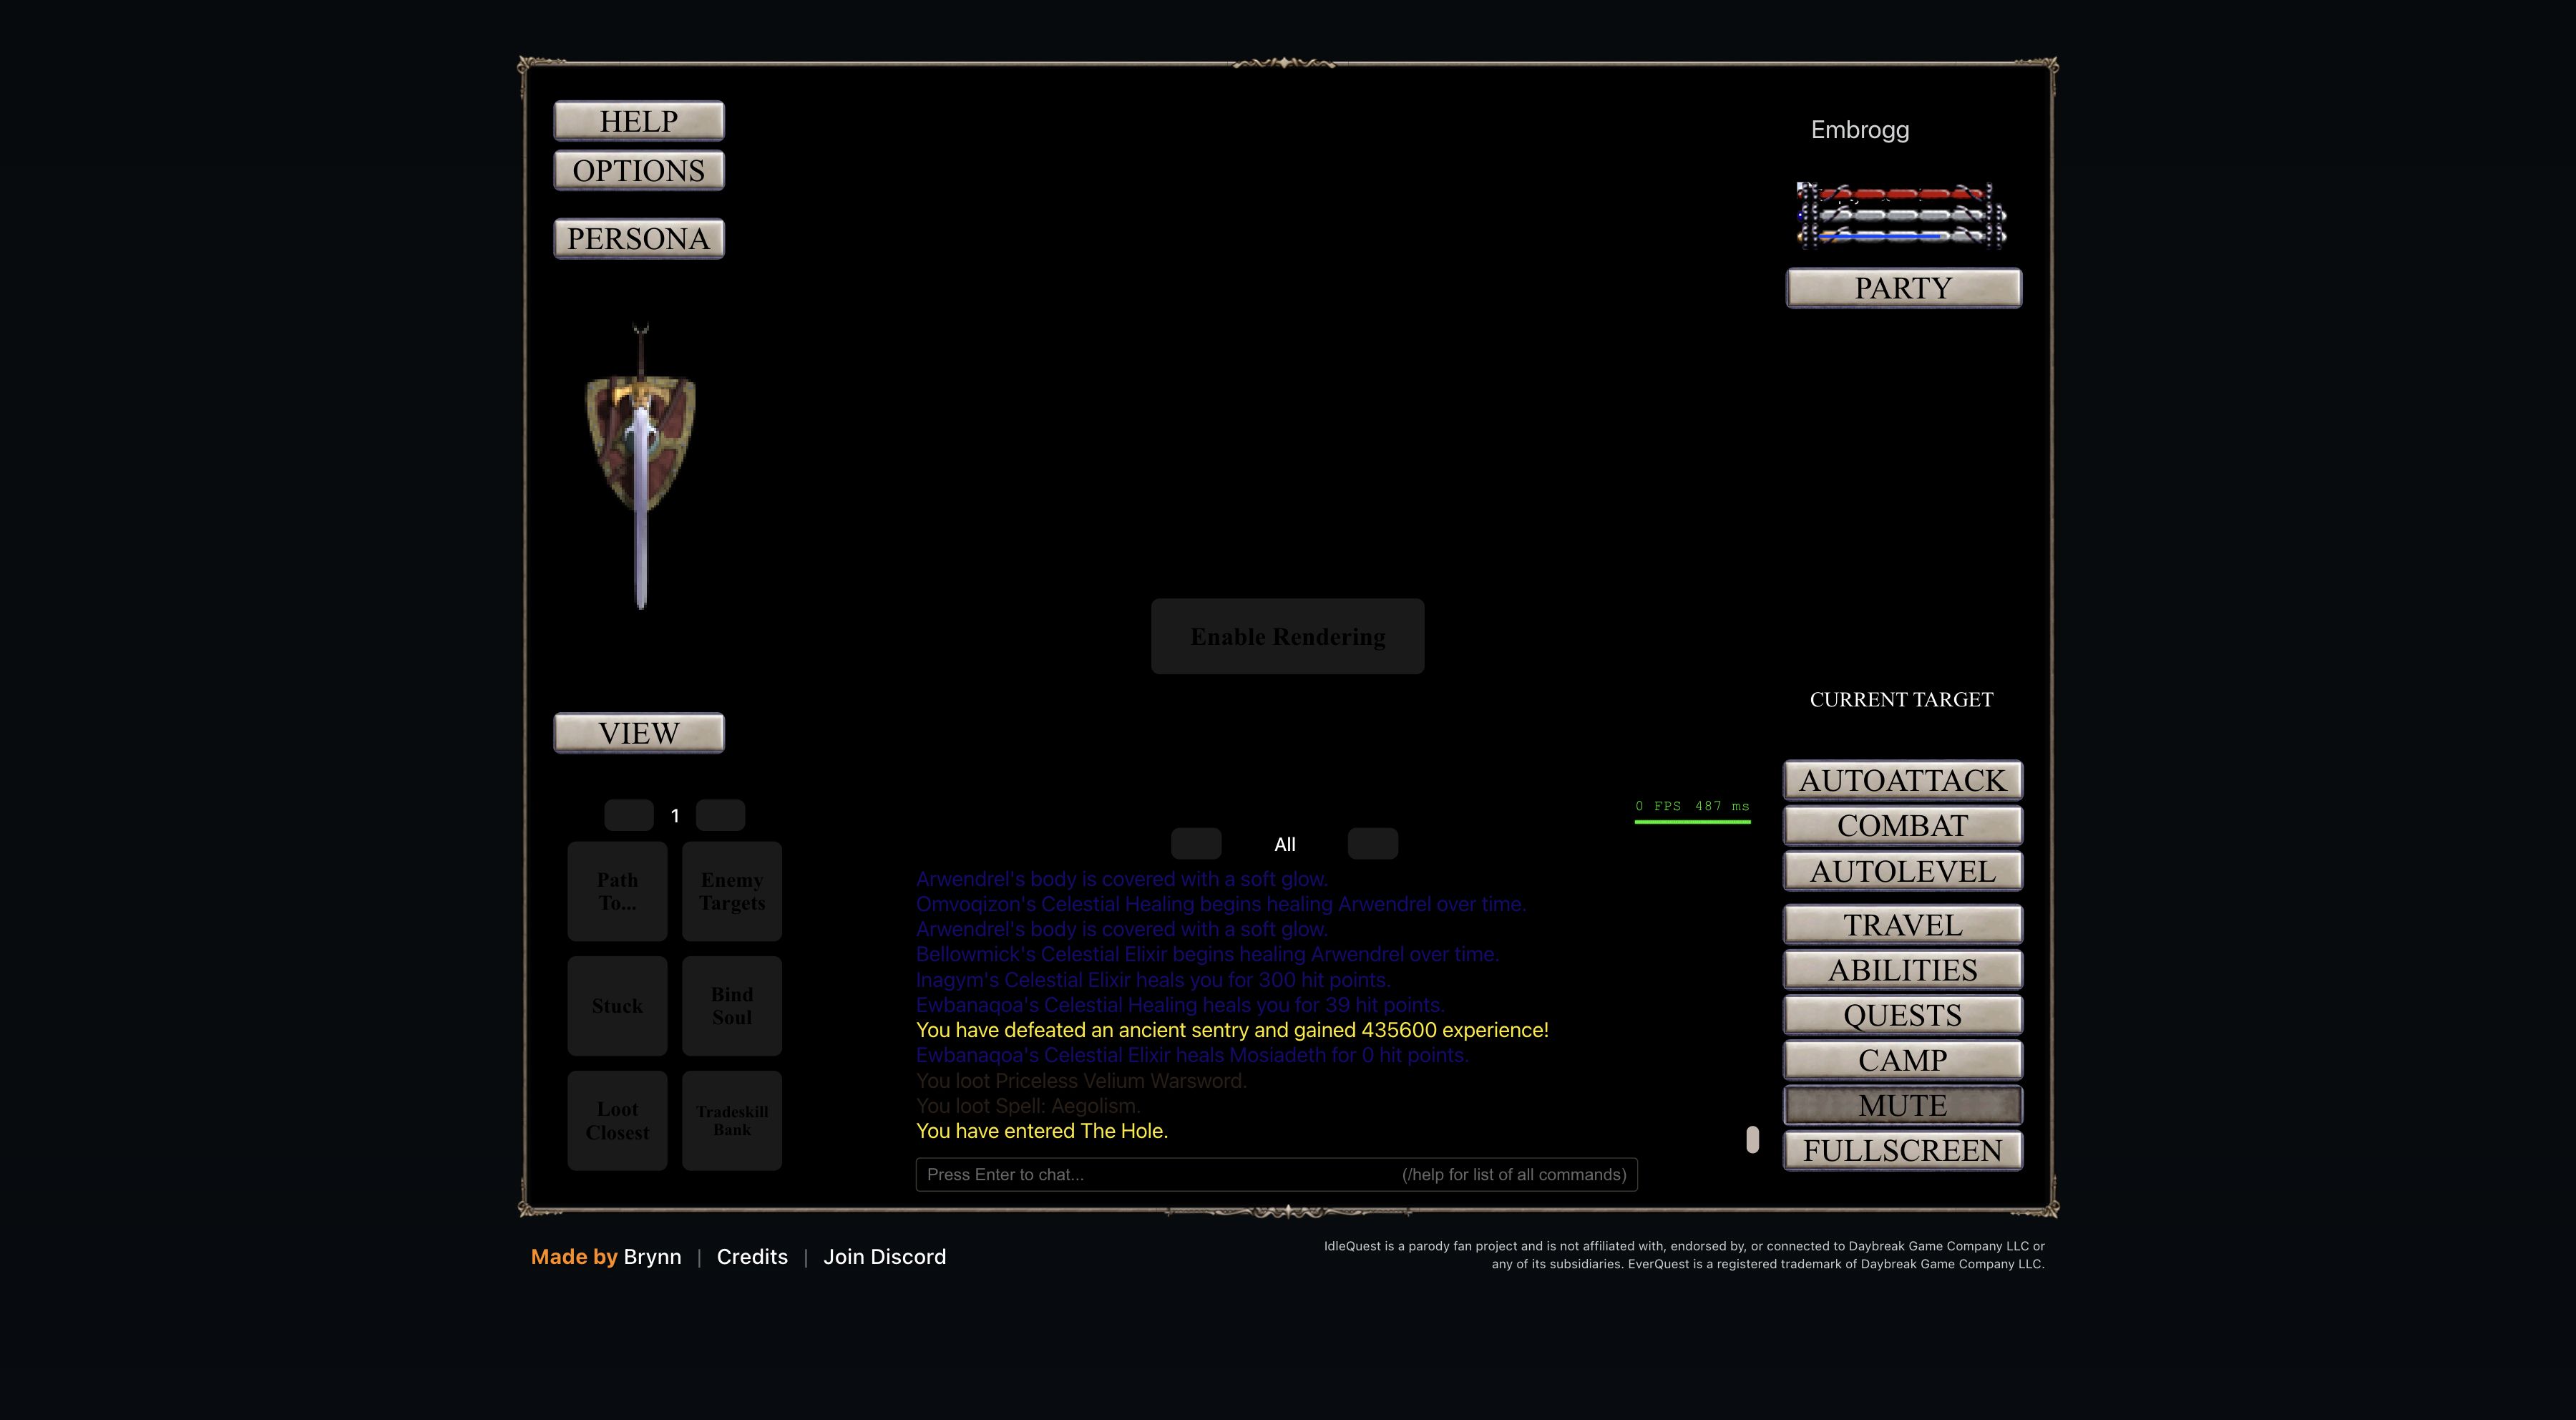 HELP
OPTIONS
PERSONA
Embrogg
PARTY
Enable Rendering
CURRENT TARGET
VIEW
AUTOATTACK
COMBAT
AUTOLEVEL
TRAVEL
ABILITIES
QUESTS
CAMP
MUTE
FULLSCREEN
1
Path
To...
Enemy
Targets
Stuck
Bind
Soul
Loot
Closest
Tradeskill
Bank
0 FPS 487 ms
All
Arwendrel's body is covered with a soft glow.
Omvoqizon's Celestial Healing begins healing Arwendrel over time.
Arwendrel's body is covered with a soft glow.
Bellowmick's Celestial Elixir begins healing Arwendrel over time.
Inagym's Celestial Elixir heals you for 300 hit points.
Ewbanaqoa's Celestial Healing heals you for 39 hit points.
You have defeated an ancient sentry and gained 435600 experience!
Ewbanaqoa's Celestial Elixir heals Mosiadeth for 0 hit points.
You loot Priceless Velium Warsword.
You loot Spell: Aegolism.
You have entered The Hole.
Press Enter to chat... (/help for list of all commands)
Made by Brynn | Credits | Join Discord
IdleQuest is a parody fan project and is not affiliated with, endorsed by, or connected to Daybreak Game Company LLC or
any of its subsidiaries. EverQuest is a registered trademark of Daybreak Game Company LLC.